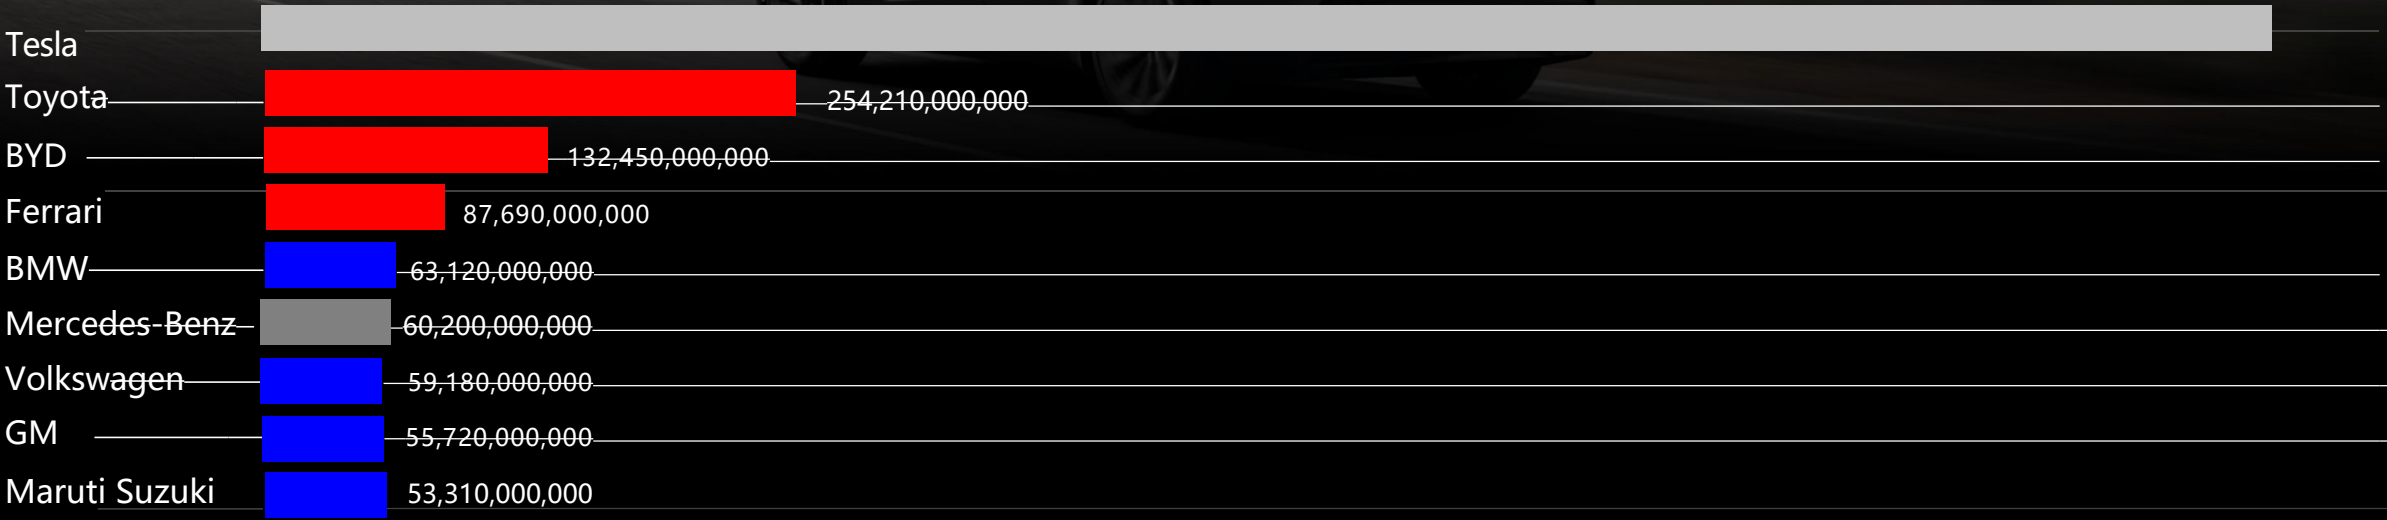 Tesla
Toyota 254,210,000,000
BYD 132,450,000,000
Ferrari 87,690,000,000
BMW 63,120,000,000
Mercedes-Benz 60,200,000,000
Volkswagen 59,180,000,000
GM 55,720,000,000
Maruti Suzuki 53,310,000,000